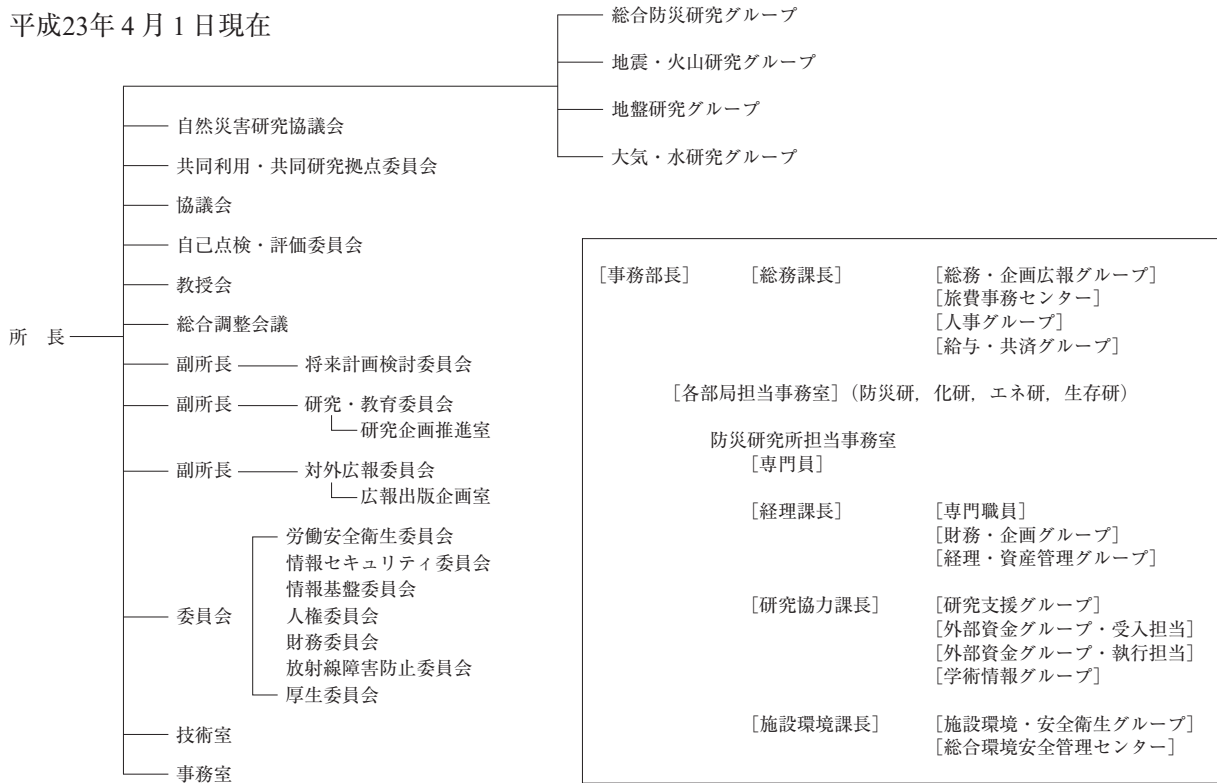 平成23年4月1日現在
総合防災研究グループ
地震・火山研究グループ
地盤研究グループ
大気・水研究グループ
所　長
自然災害研究協議会
共同利用・共同研究拠点委員会
協議会
自己点検・評価委員会
教授会
総合調整会議
副所長　将来計画検討委員会
副所長　研究・教育委員会
研究企画推進室
副所長　対外広報委員会
広報出版企画室
委員会
労働安全衛生委員会
情報セキュリティ委員会
情報基盤委員会
人権委員会
財務委員会
放射線障害防止委員会
厚生委員会
技術室
事務室
［事務部長］　［総務課長］　［総務・企画広報グループ］
［旅費事務センター］
［人事グループ］
［給与・共済グループ］
［各部局担当事務室］（防災研，化研，エネ研，生存研）
防災研究所担当事務室
［専門員］
［経理課長］　［専門職員］
［財務・企画グループ］
［経理・資産管理グループ］
［研究協力課長］　［研究支援グループ］
［外部資金グループ・受入担当］
［外部資金グループ・執行担当］
［学術情報グループ］
［施設環境課長］　［施設環境・安全衛生グループ］
［総合環境安全管理センター］